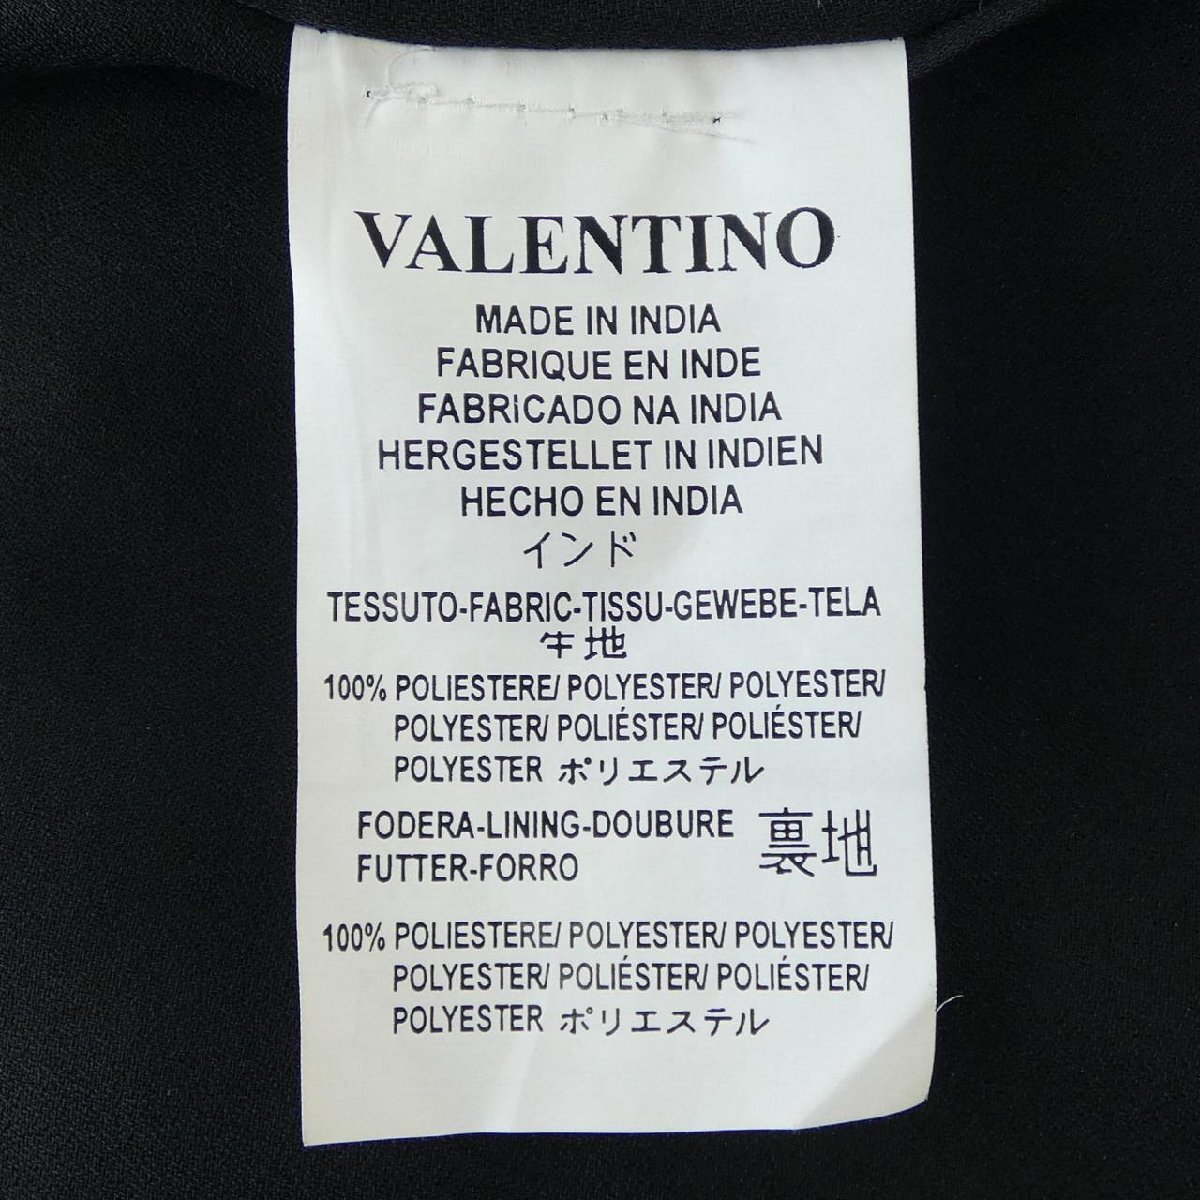 VALENTINO
MADE IN INDIA
FABRIQUE EN INDE
FABRICADO NA INDIA
HERGESTELLET IN INDIEN
HECHO EN INDIA
インド
TESSUTO-FABRIC-TISSU-GEWEBE-TELA
生地
100% POLIESTERE/ POLYESTER/ POLYESTER/
POLYESTER/ POLIÉSTER/ POLIÉSTER/
POLYESTER ポリエステル
FODERA-LINING-DOUBURE 裏地
FUTTER-FORRO
100% POLIESTERE/ POLYESTER/ POLYESTER/
POLYESTER/ POLIÉSTER/ POLIÉSTER/
POLYESTER ポリエステル